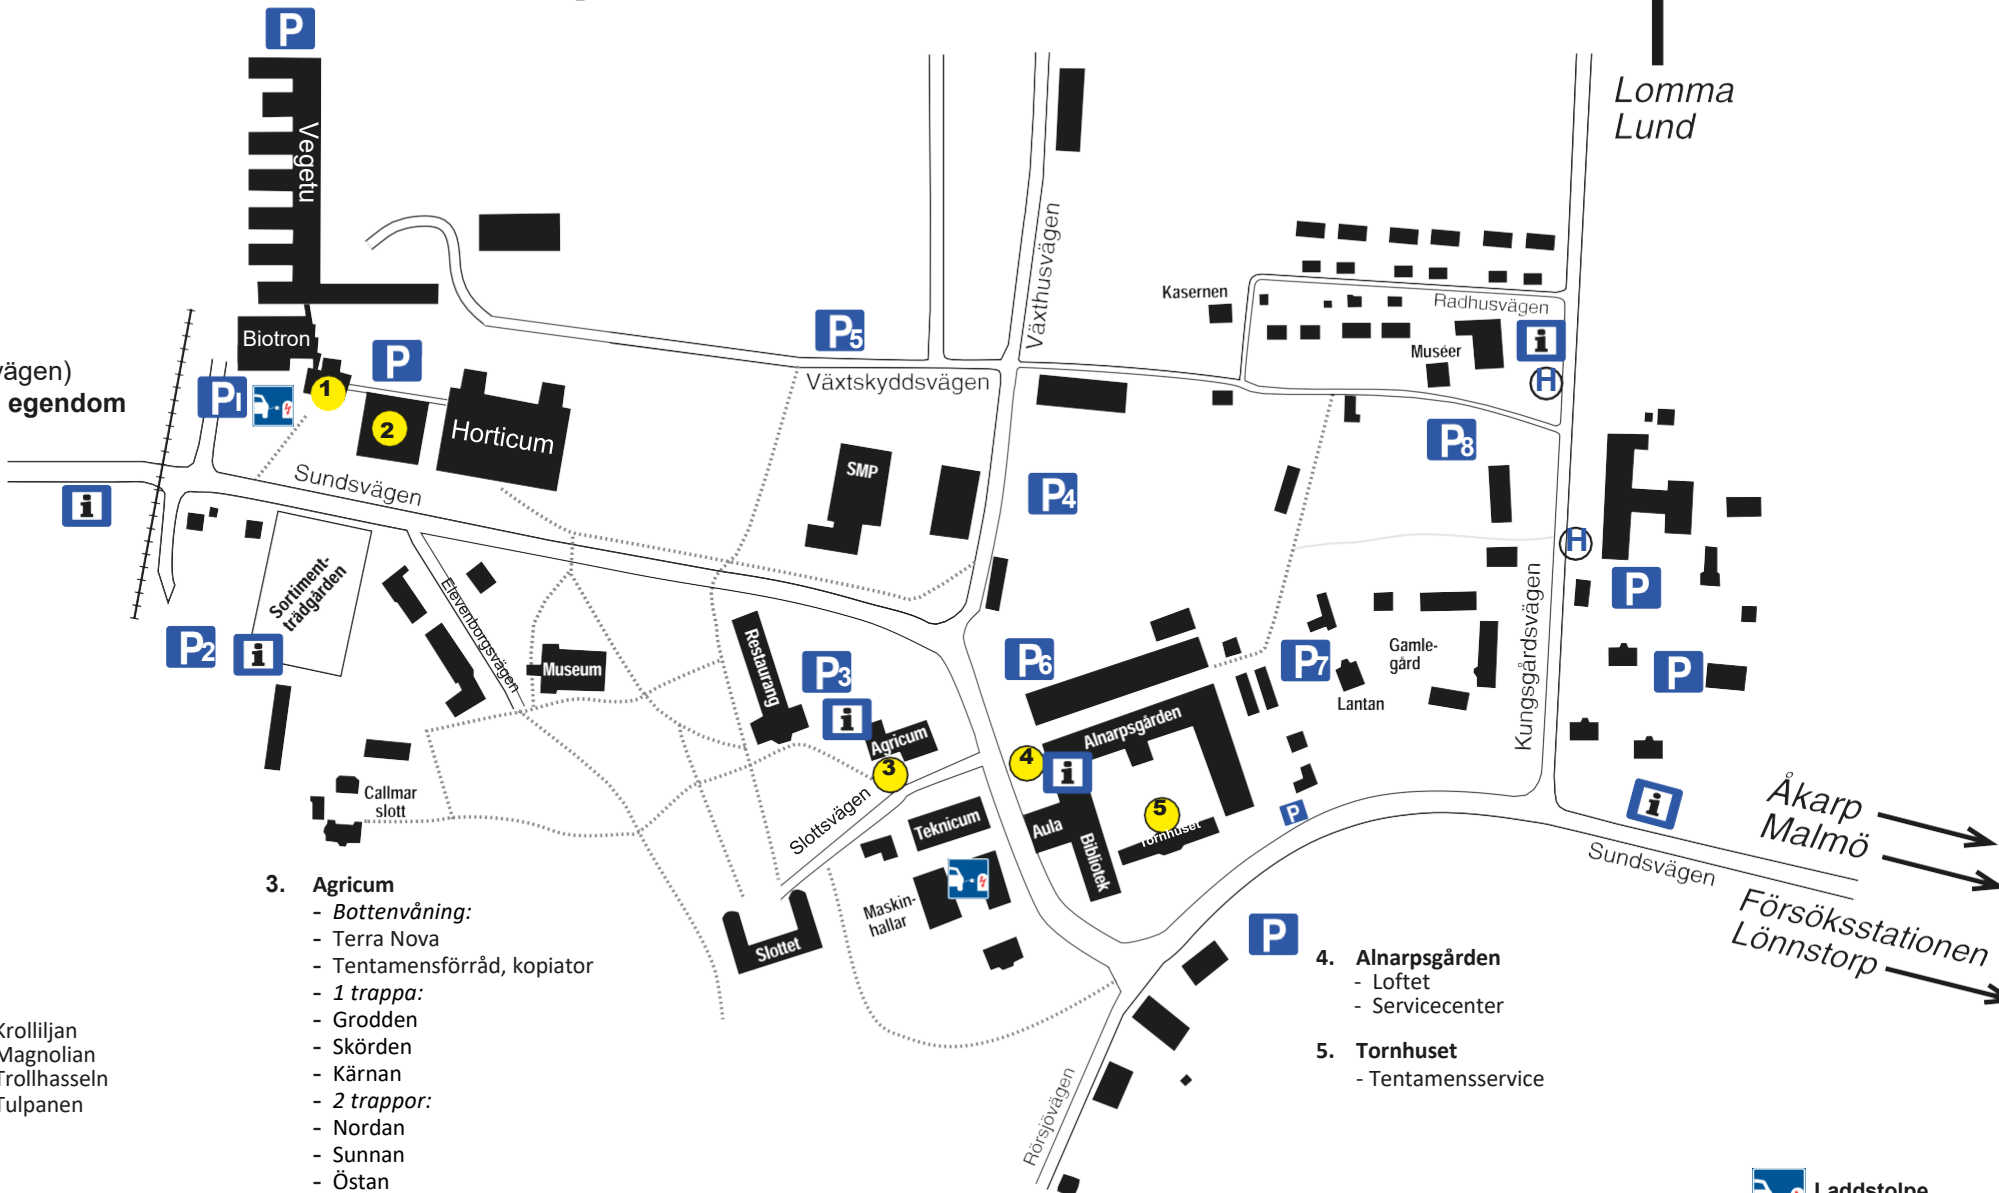 P
Lomma
Lund
Vegetu
Växthusvägen
Kasernen
Radhusvägen
Muséer
i
H
Biotron
P
P5
Växtskyddsvägen
vägen)
egendom
P1
1
2
Horticum
P8
SMP
P4
Sundsvägen
i
H
Sortiment-
trädgården
Elevenborgsvägen
P
P2
i
Museum
Restaurang
P3
i
P6
P7
Gamle-
gård
Lantan
Kungsgårdsvägen
P
Agricum
3
4
i
Alnarpsgården
5
Tornhuset
P
i
Åkarp
Malmö
Callmar
slott
Slottsvägen
Teknicum
Aula
Bibliotek
Sundsvägen
Maskin-
hallar
Slottet
P
Försöksstationen
Lönnstorp
Rörsjövägen
3. Agricum
- Bottenvåning:
- Terra Nova
- Tentamensförråd, kopiator
- 1 trappa:
- Grodden
- Skörden
- Kärnan
- 2 trappor:
- Nordan
- Sunnan
- Östan
Krolliljan
Magnolian
Trollhasseln
Tulpanen
4. Alnarpsgården
- Loftet
- Servicecenter
5. Tornhuset
- Tentamensservice
Laddstolpe